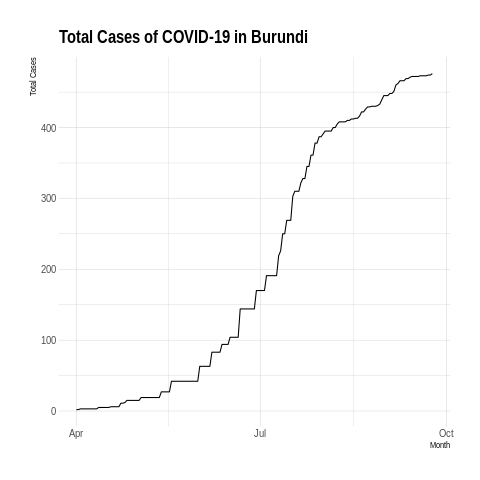 Total Cases of COVID-19 in Burundi
Total Cases
400
300
200
100
0
Apr
Jul
Oct
Month